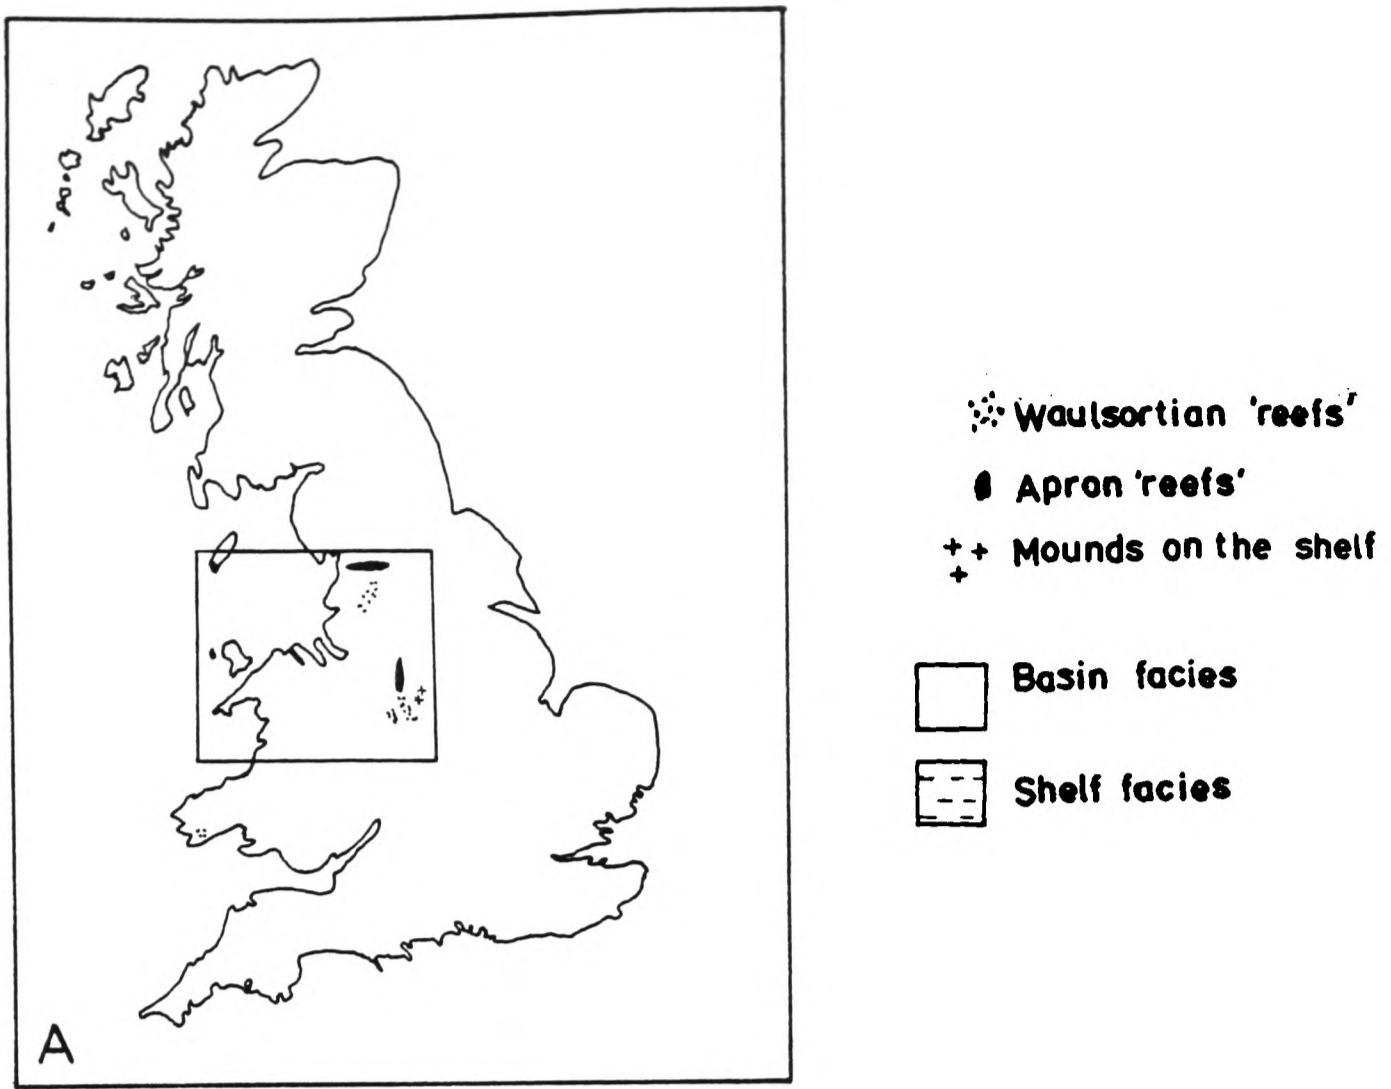 Waulsortian 'reefs'
Apron 'reefs'
Mounds on the shelf
Basin facies
Shelf facies
A